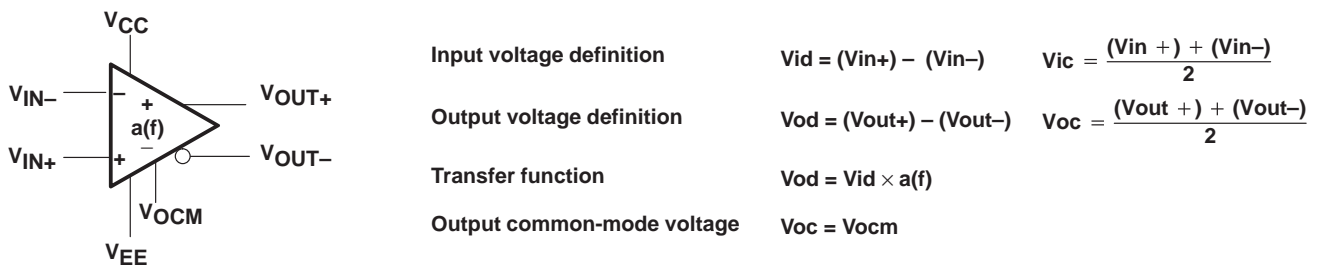 VCC
VIN–
VIN+
– +
a(f)
+ –
VOUT+
VOUT–
VOCM
VEE
Input voltage definition Vid = (Vin+) – (Vin–) Vic = (Vin +) + (Vin–) / 2
Output voltage definition Vod = (Vout+) – (Vout–) Voc = (Vout +) + (Vout–) / 2
Transfer function Vod = Vid × a(f)
Output common-mode voltage Voc = Vocm